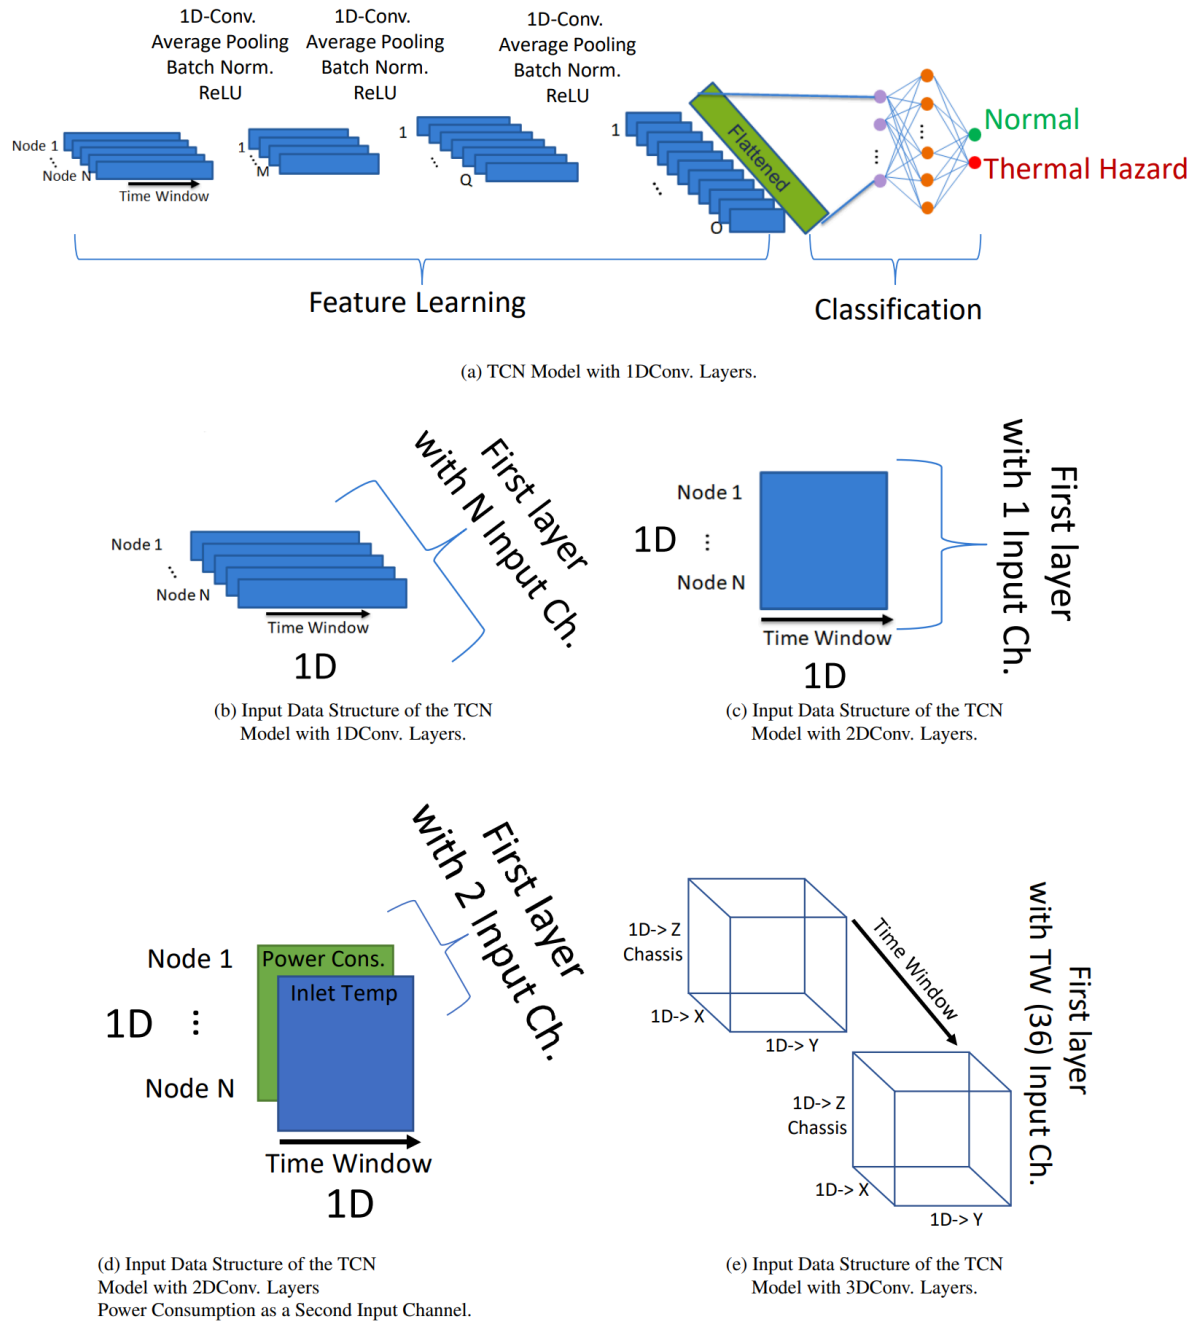 1D-Conv.
Average Pooling
Batch Norm.
ReLU
1D-Conv.
Average Pooling
Batch Norm.
ReLU
1D-Conv.
Average Pooling
Batch Norm.
ReLU
Node 1
Node N
Time Window
1
M
1
Q
1
O
Flattened
Normal
Thermal Hazard
Feature Learning
Classification
(a) TCN Model with 1DConv. Layers.
Node 1
Node N
Time Window
1D
First layer
with N Input Ch.
(b) Input Data Structure of the TCN
Model with 1DConv. Layers.
Node 1
1D
Node N
Time Window
1D
First layer
with 1 Input Ch.
(c) Input Data Structure of the TCN
Model with 2DConv. Layers.
Node 1
1D
Node N
Power Cons.
Inlet Temp
Time Window
1D
First layer
with 2 Input Ch.
(d) Input Data Structure of the TCN
Model with 2DConv. Layers
Power Consumption as a Second Input Channel.
1D-> Z
Chassis
1D-> X
1D-> Y
Time Window
1D-> Z
Chassis
1D-> X
1D-> Y
First layer
with TW (36) Input Ch.
(e) Input Data Structure of the TCN
Model with 3DConv. Layers.